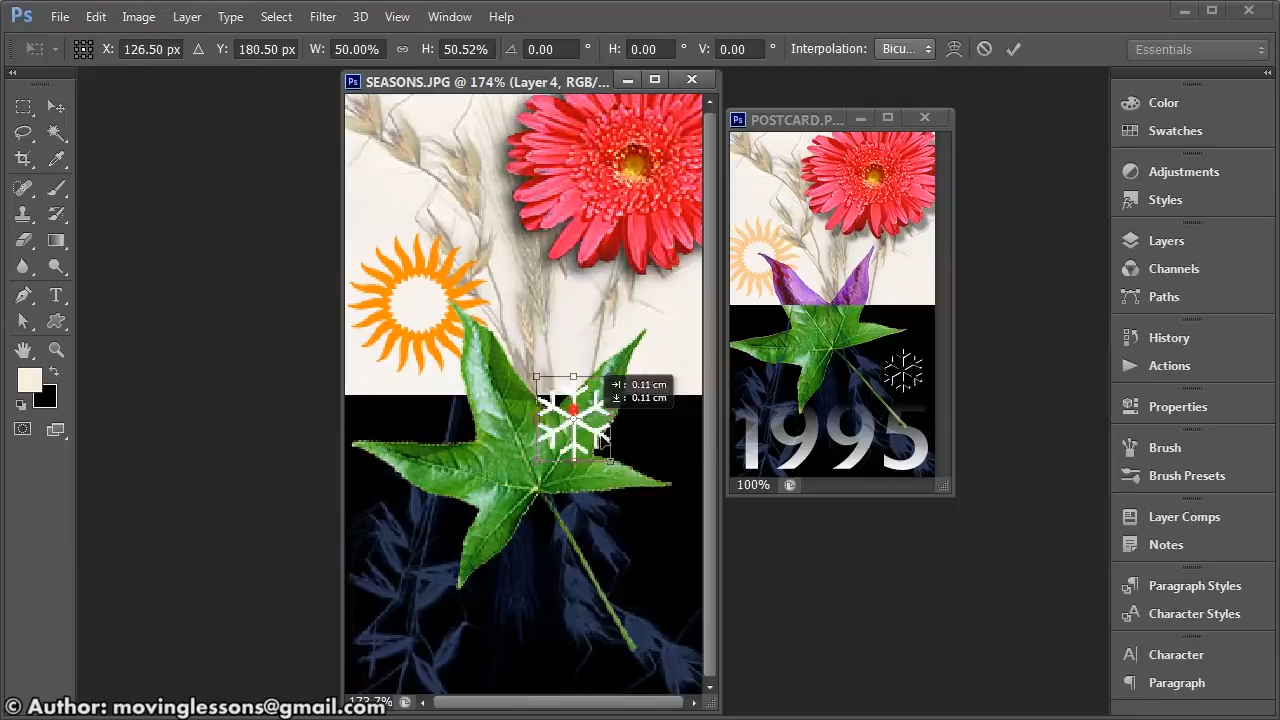 Ps File Edit Image Layer Type Select Filter 3D View Window Help
X: 126.50 px Y: 180.50 px W: 50.00% H: 50.52% 0.00 ° H: 0.00 ° V: 0.00 ° Interpolation: Bicu... Essentials
Ps SEASONS.JPG @ 174% (Layer 4, RGB/...
Ps POSTCARD.P...
Color
Swatches
Adjustments
Styles
Layers
Channels
Paths
History
Actions
Properties
Brush
Brush Presets
Layer Comps
Notes
Paragraph Styles
Character Styles
Character
Paragraph
: 0.11 cm
: 0.11 cm
1995
100%
© Author: movinglessons@gmail.com